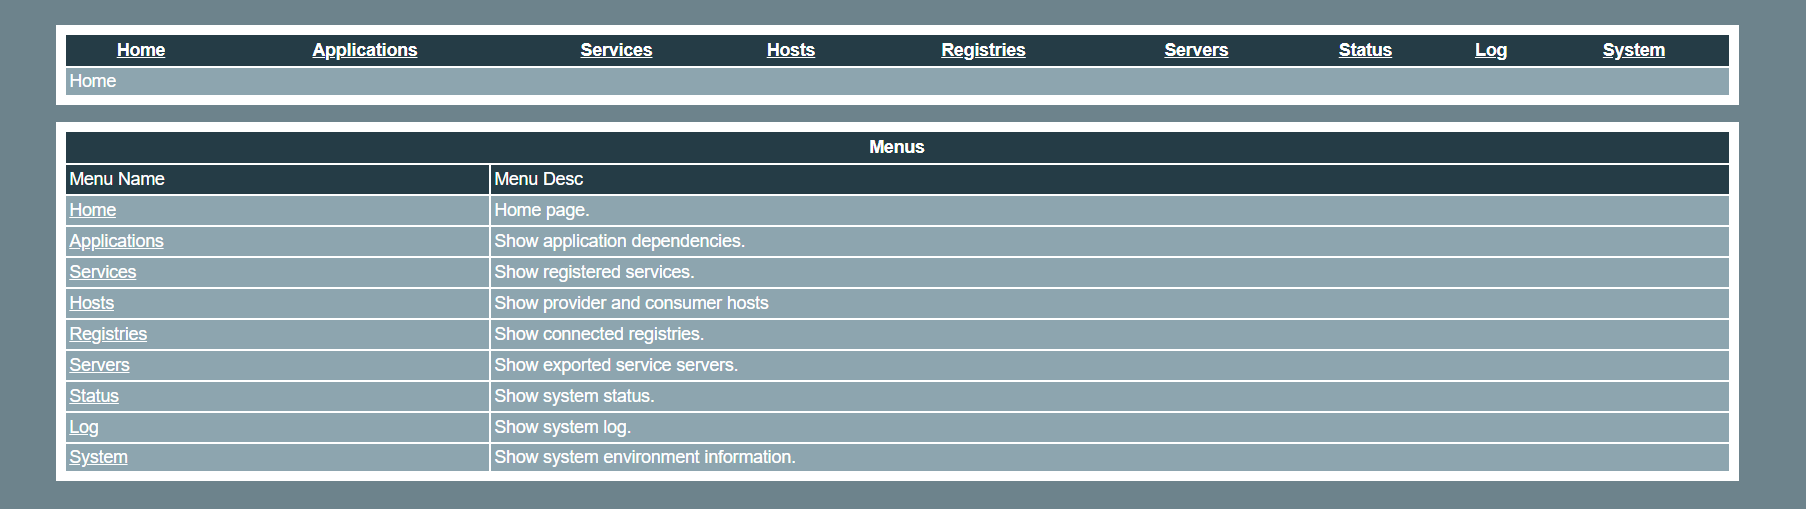 Home Applications Services Hosts Registries Servers Status Log System
Home
Menus
Menu Name Menu Desc
Home Home page.
Applications Show application dependencies.
Services Show registered services.
Hosts Show provider and consumer hosts
Registries Show connected registries.
Servers Show exported service servers.
Status Show system status.
Log Show system log.
System Show system environment information.